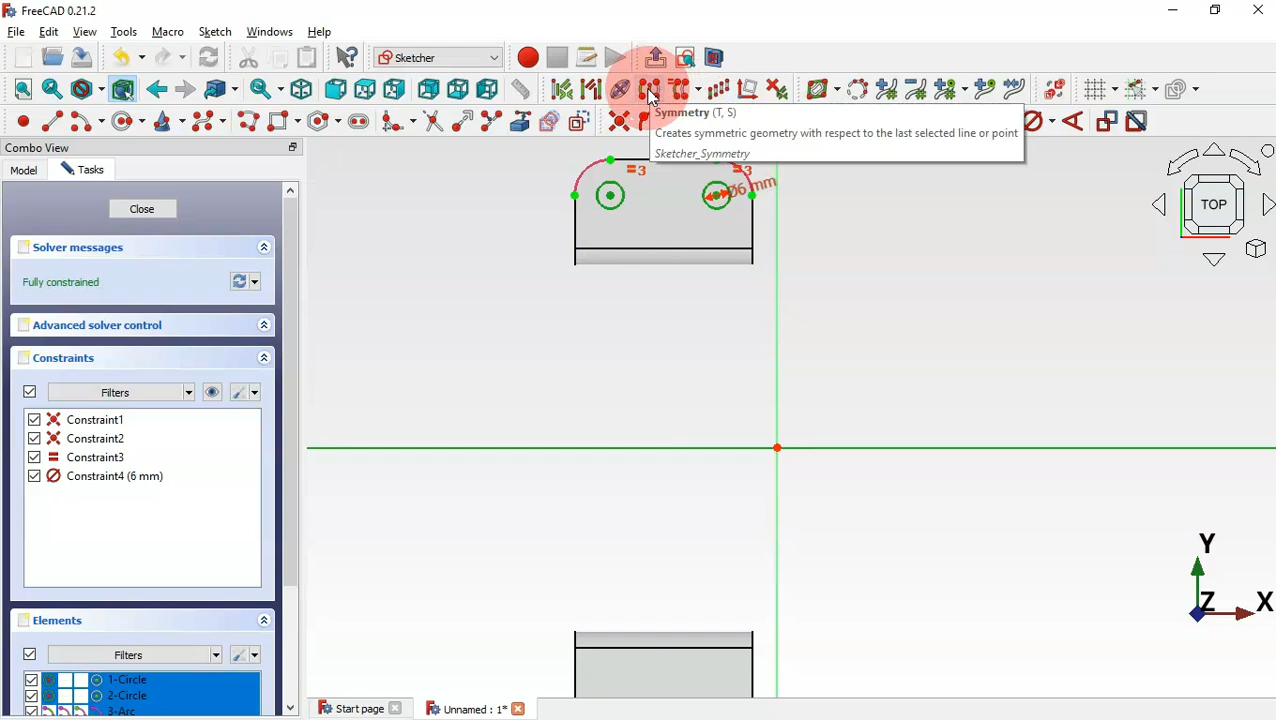 FreeCAD 0.21.2
File Edit View Tools Macro Sketch Windows Help
Sketcher
Symmetry (T, S)
Creates symmetric geometry with respect to the last selected line or point
Sketcher_Symmetry
Combo View
Model Tasks
Close
Solver messages
Fully constrained
Advanced solver control
Constraints
Filters
Constraint1
Constraint2
Constraint3
Constraint4 (6 mm)
Elements
Filters
1-Circle
2-Circle
3-Arc
=3 =3
Ø6 mm
TOP
Y
Z X
Start page Unnamed : 1*